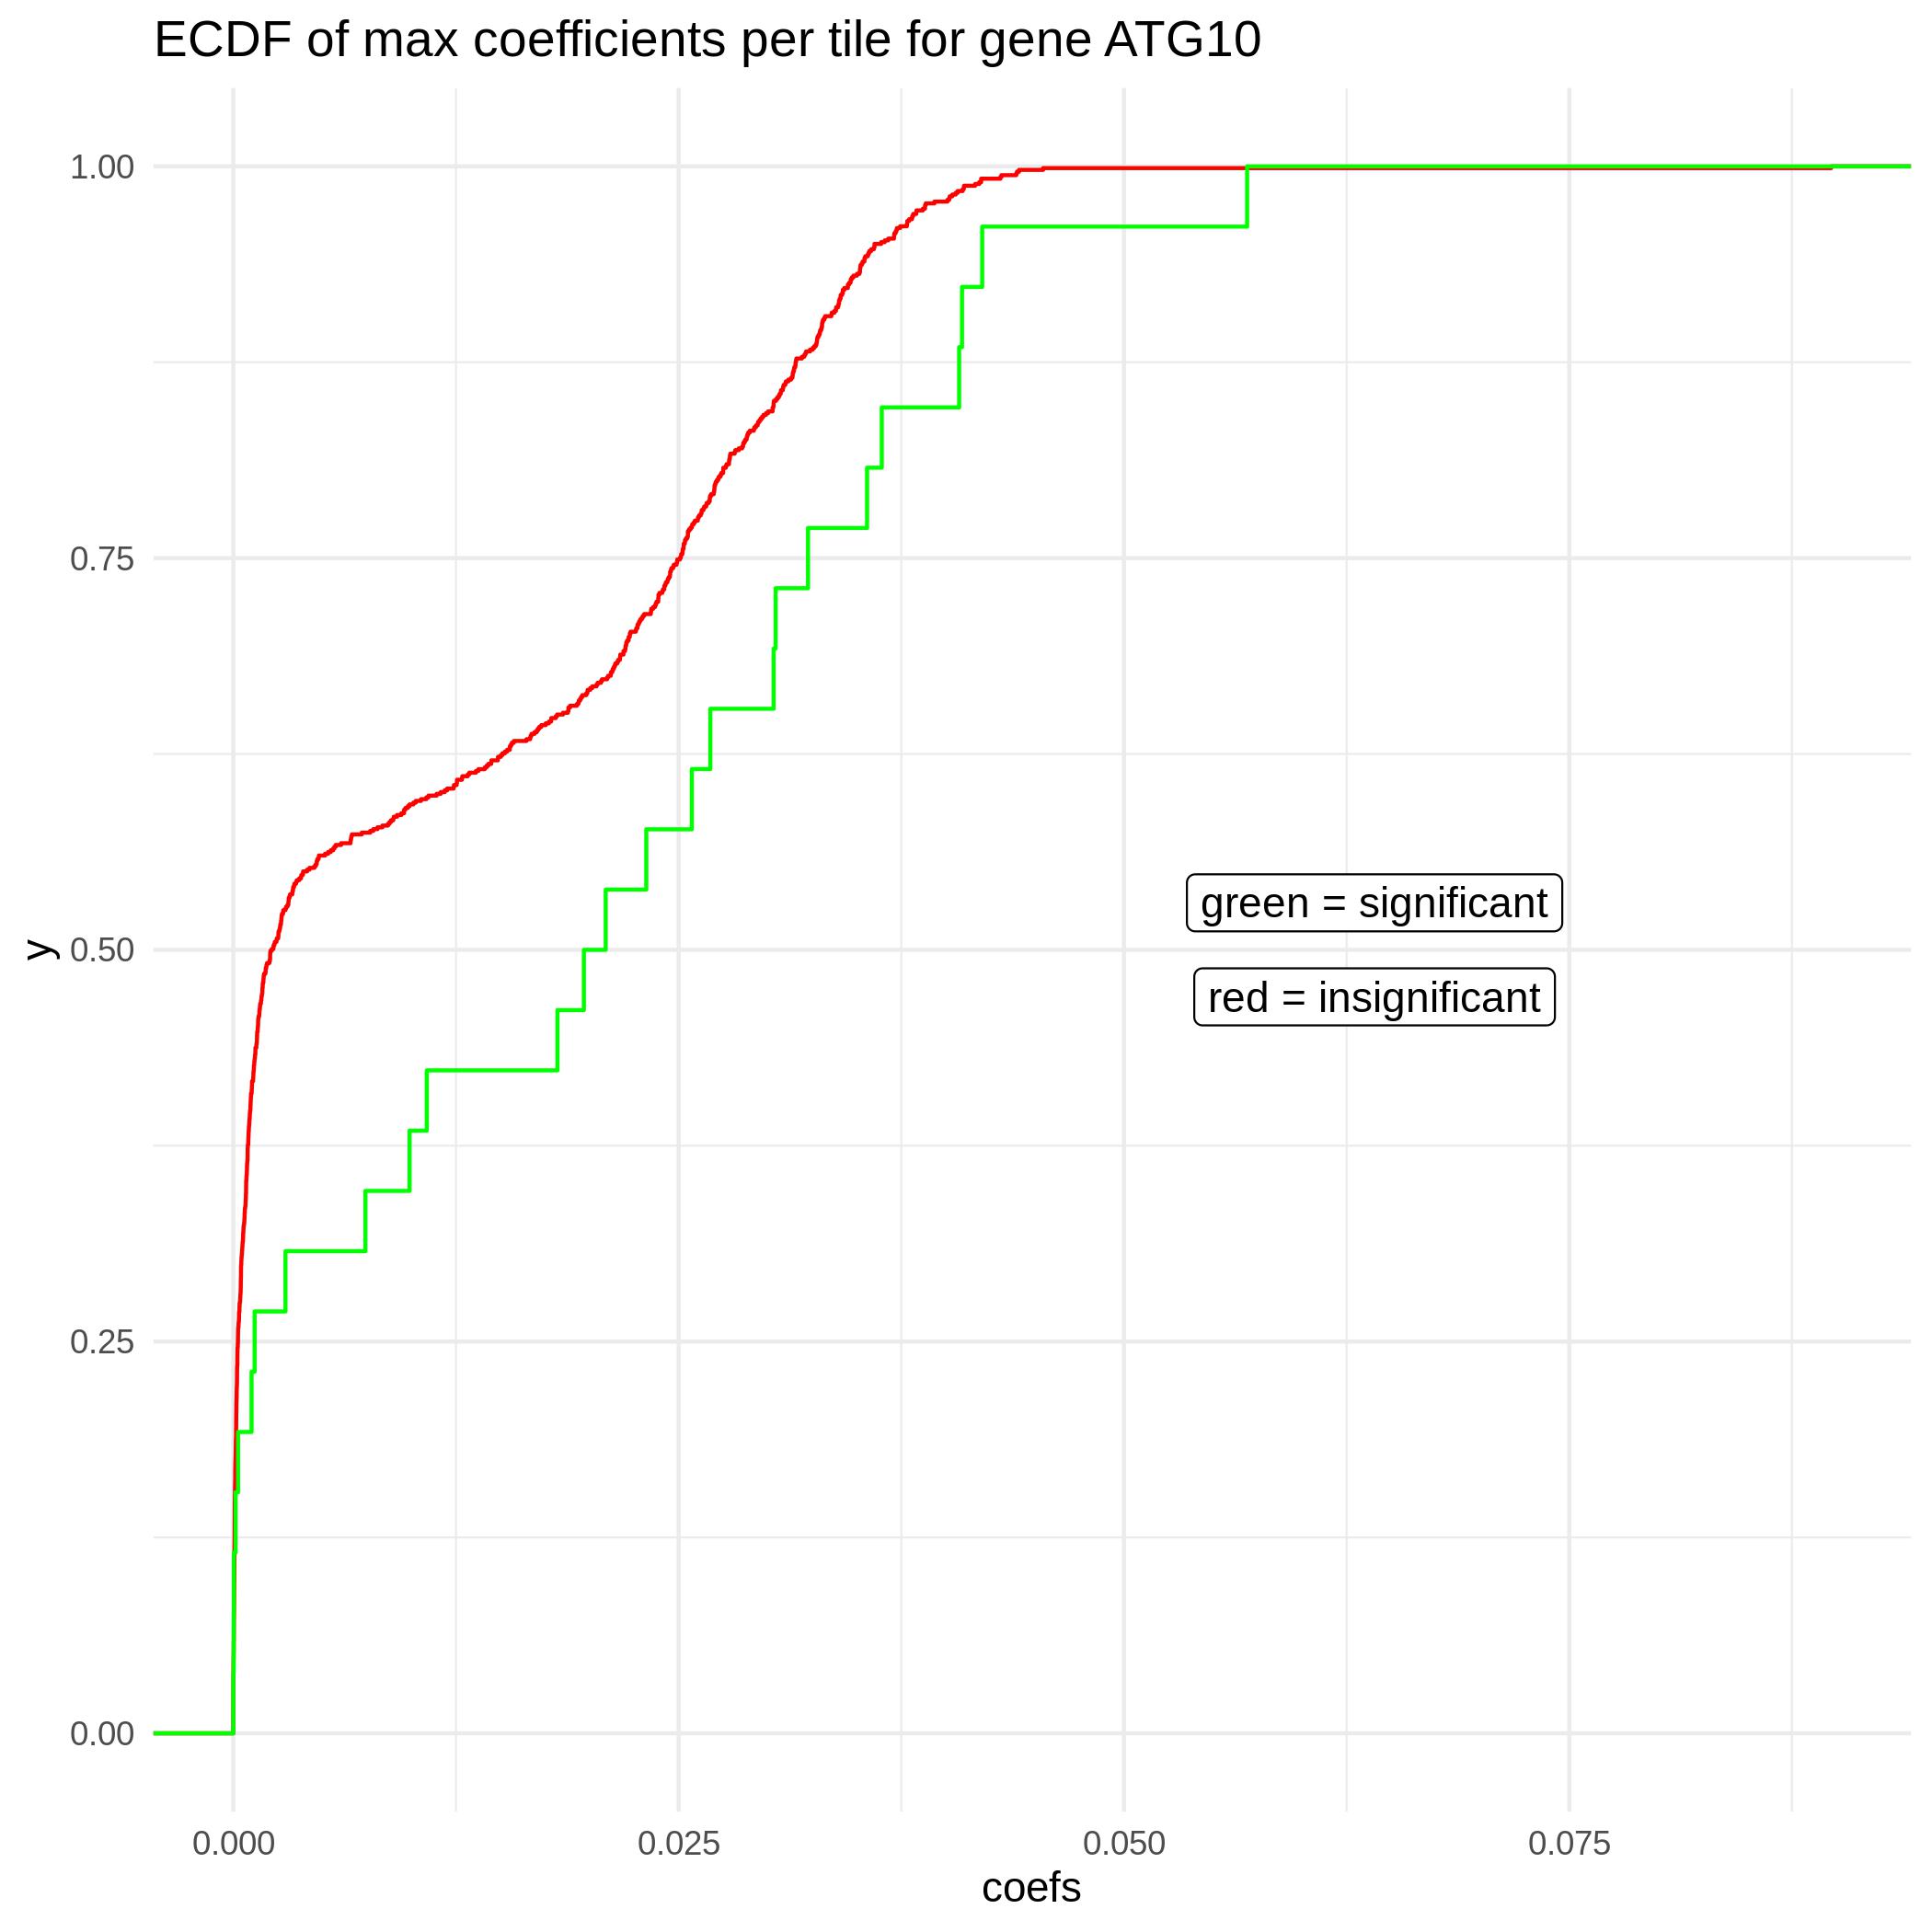 ECDF of max coefficients per tile for gene ATG10
1.00
0.75
0.50
0.25
0.00
y
green = significant
red = insignificant
0.000 0.025 0.050 0.075
coefs